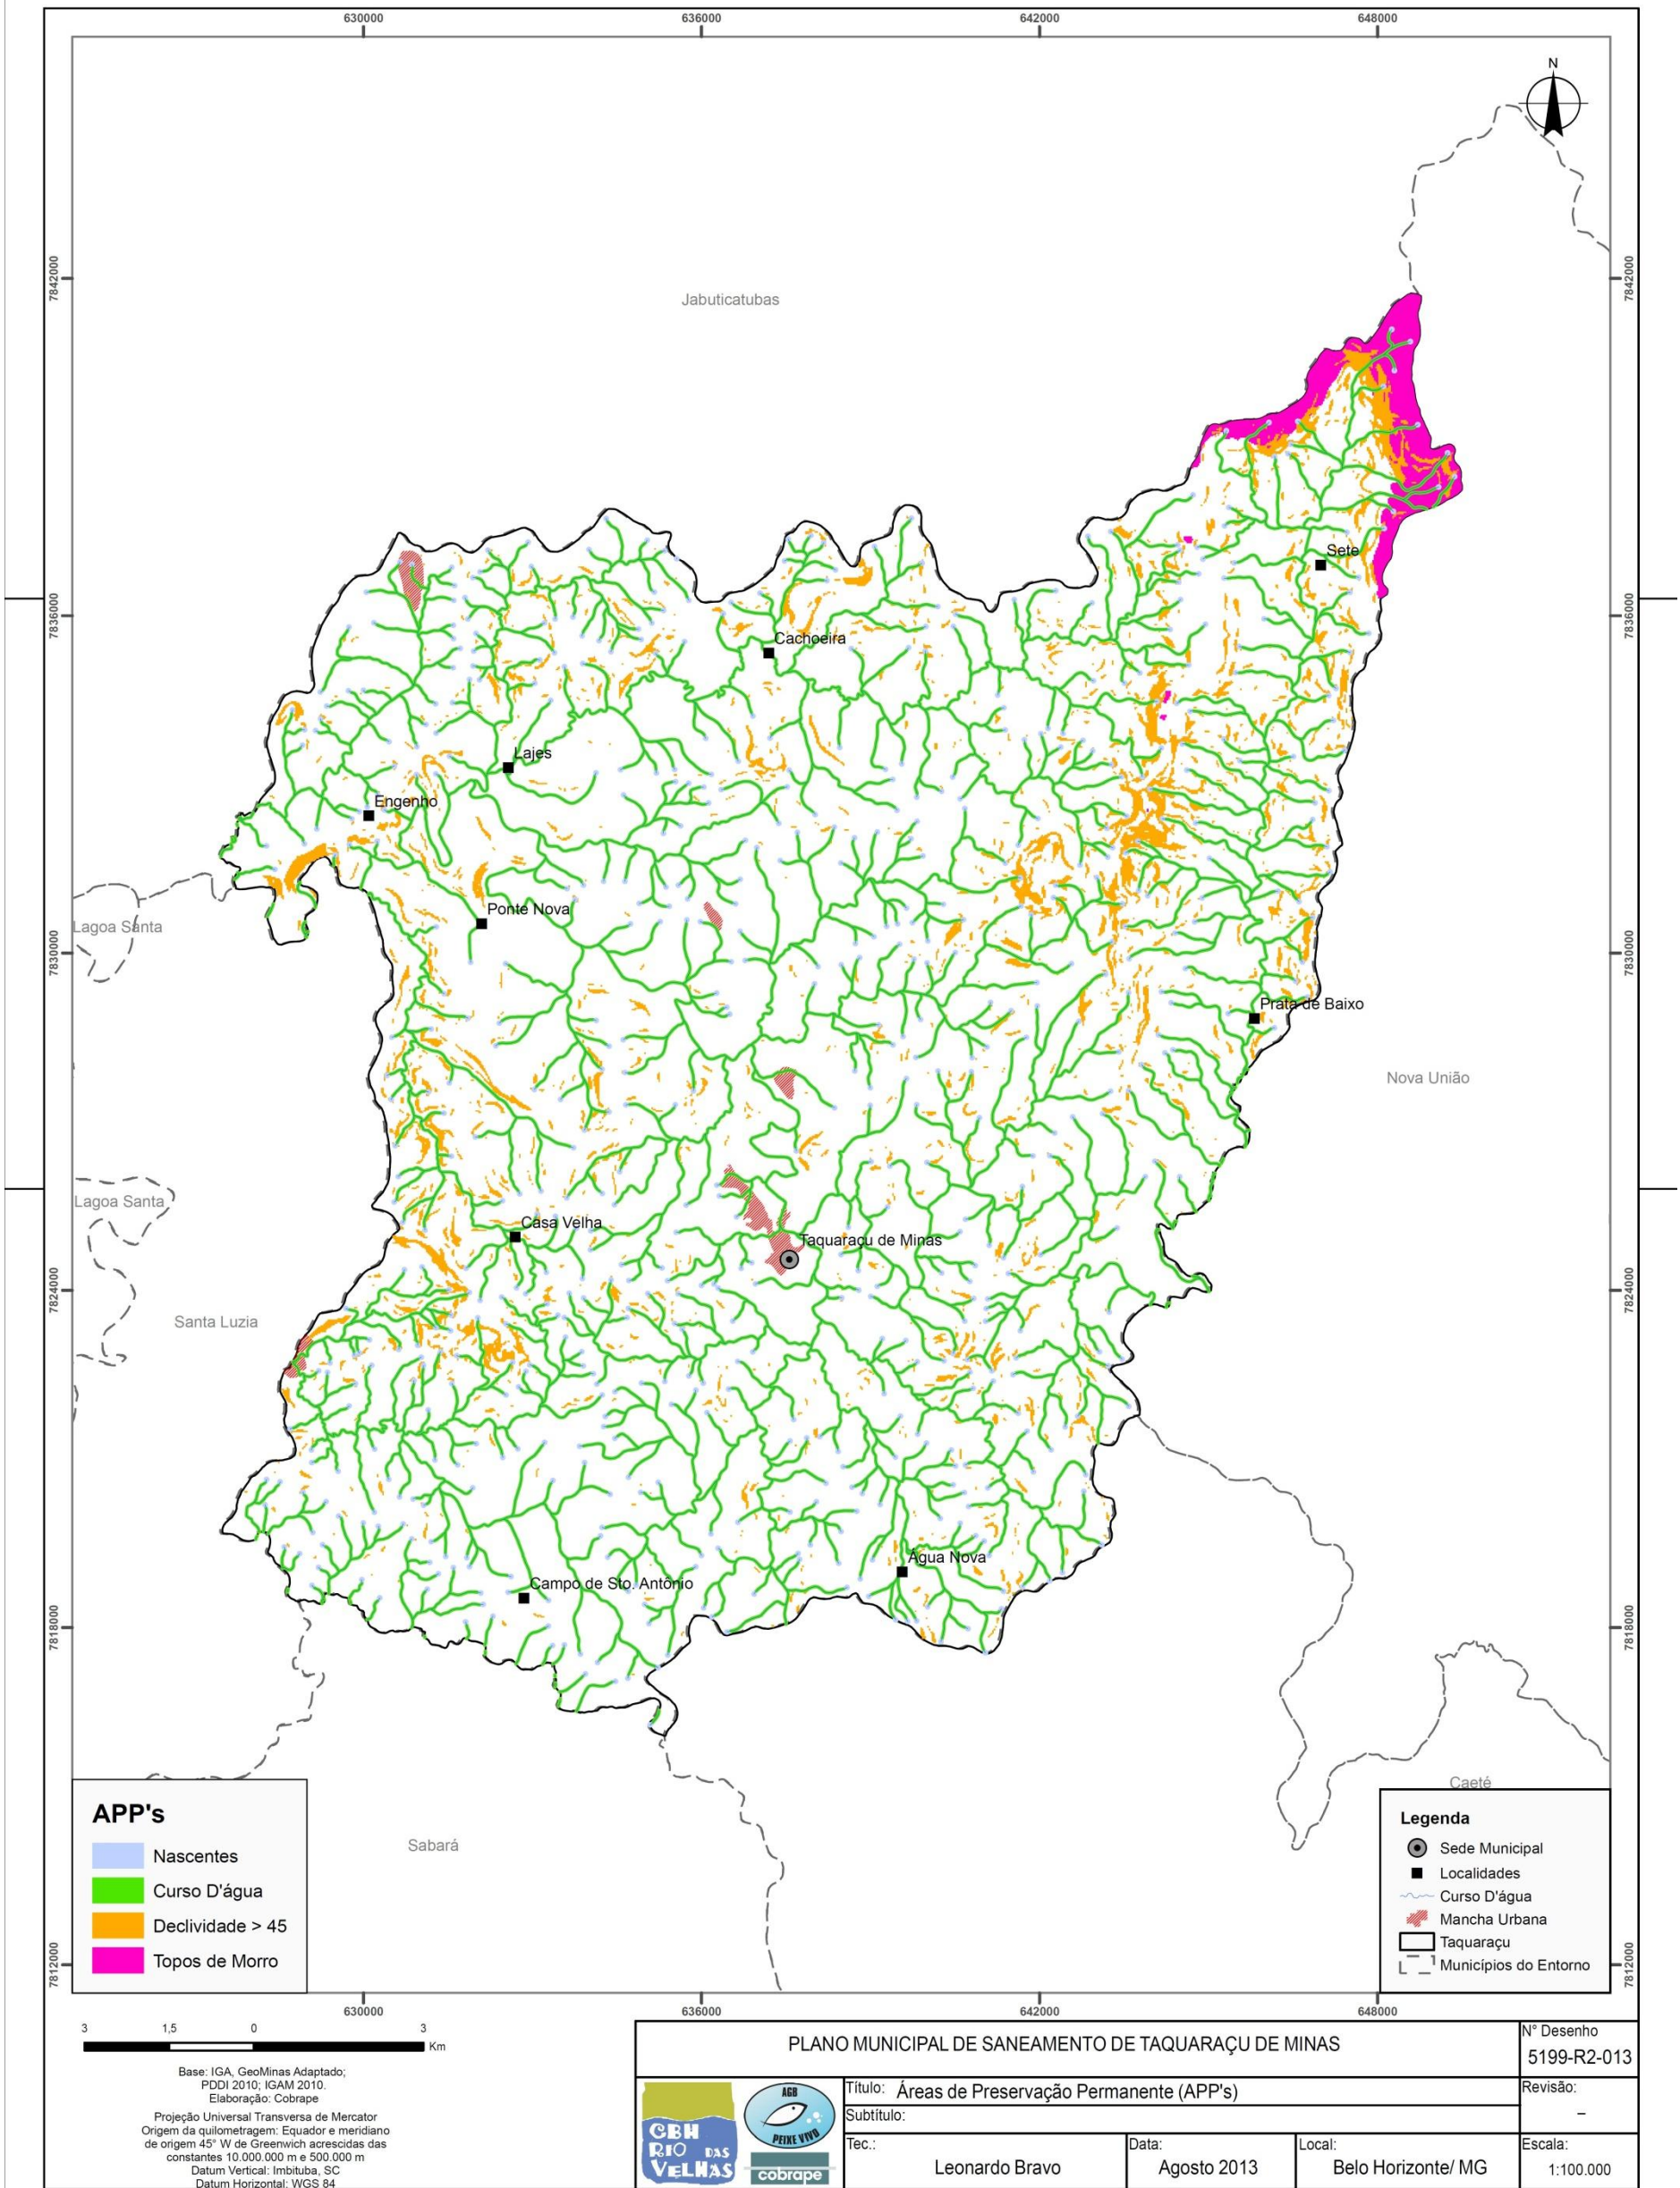 630000
636000
642000
648000
N
7842000
7842000
Jabuticatubas
Sete
7836000
7836000
Cachoeira
Lajes
Engenho
Ponte Nova
Lagoa Santa
7830000
7830000
Prata de Baixo
Nova União
Lagoa Santa
Casa Velha
Taquaraçu de Minas
7824000
7824000
Santa Luzia
Água Nova
Campo de Sto. Antônio
7818000
7818000
Caeté
Sabará
APP's
Nascentes
Curso D'água
Declividade > 45
Topos de Morro
Legenda
Sede Municipal
Localidades
Curso D'água
Mancha Urbana
Taquaraçu
Municípios do Entorno
7812000
7812000
630000
636000
642000
648000
3 1,5 0 3
Km
Base: IGA, GeoMinas Adaptado;
PDDI 2010; IGAM 2010.
Elaboração: Cobrape
Projeção Universal Transversa de Mercator
Origem da quilometragem: Equador e meridiano
de origem 45° W de Greenwich acrescidas das
constantes 10.000.000 m e 500.000 m
Datum Vertical: Imbituba, SC
Datum Horizontal: WGS 84
PLANO MUNICIPAL DE SANEAMENTO DE TAQUARAÇU DE MINAS
N° Desenho
5199-R2-013
CBH
RIO DAS
VELHAS
AGB
PEIXE VIVO
cobrape
Título: Áreas de Preservação Permanente (APP's)
Revisão:
–
Subtítulo:
Tec.:
Leonardo Bravo
Data:
Agosto 2013
Local:
Belo Horizonte/ MG
Escala:
1:100.000